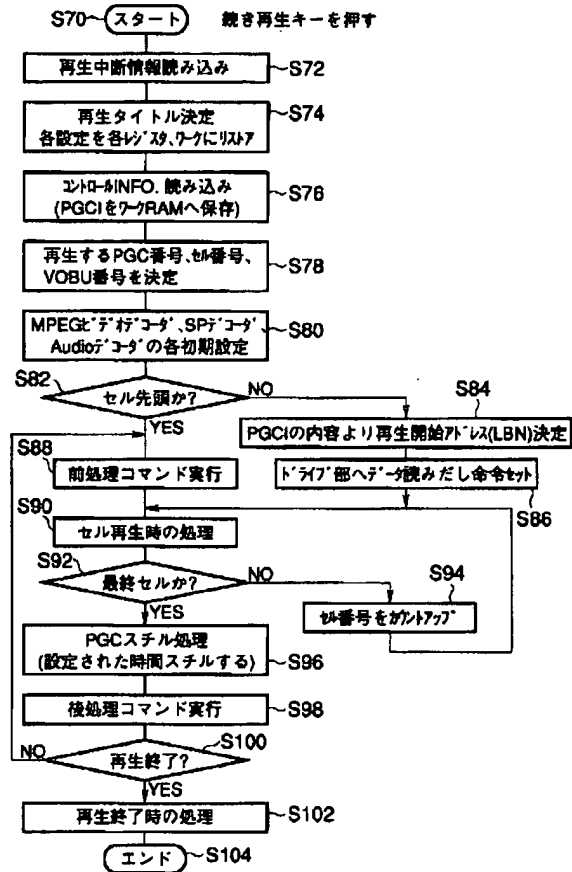 S70 スタート 続き再生キーを押す
再生中断情報読み込み S72
再生タイトル決定
各設定を各レジスタ、ワークにリストア
S74
コントロールINFO. 読み込み
(PGCIをワークRAMへ保存)
S76
再生するPGC番号、セル番号、
VOBU番号を決定
S78
MPEGビデオデコーダ、SPデコーダ
Audioデコーダの各初期設定
S80
S82 セル先頭か? NO
YES
S84
PGCIの内容より再生開始アドレス(LBN)決定
S88
前処理コマンド実行
ドライブ部へデータ読みだし命令セット
S86
S90
セル再生時の処理
S92
最終セルか? NO
YES
S94
セル番号をカウントアップ
PGCスチル処理
(設定された時間スチルする)
S96
後処理コマンド実行 S98
S100
NO 再生終了?
YES
再生終了時の処理 S102
エンド S104